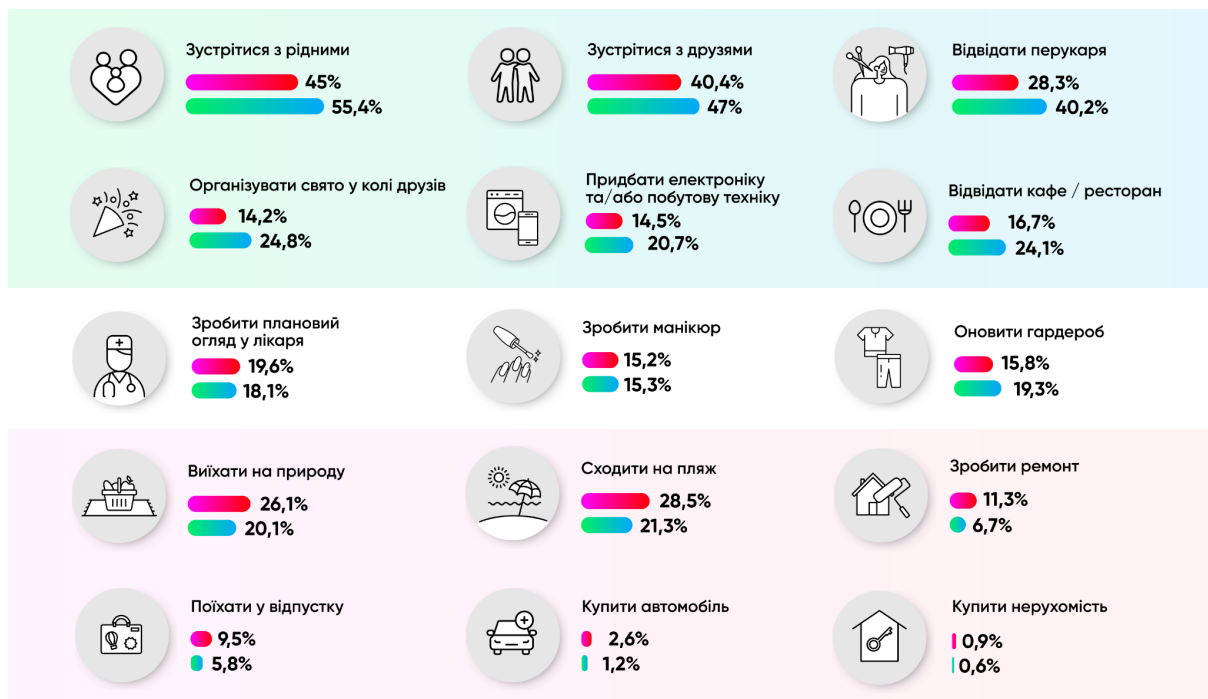 Зустрітися з рідними
45%
55,4%
Зустрітися з друзями
40,4%
47%
Відвідати перукаря
28,3%
40,2%
Організувати свято у колі друзів
14,2%
24,8%
Придбати електроніку
та/або побутову техніку
14,5%
20,7%
Відвідати кафе / ресторан
16,7%
24,1%
Зробити плановий
огляд у лікаря
19,6%
18,1%
Зробити манікюр
15,2%
15,3%
Оновити гардероб
15,8%
19,3%
Виїхати на природу
26,1%
20,1%
Сходити на пляж
28,5%
21,3%
Зробити ремонт
11,3%
6,7%
Поїхати у відпустку
9,5%
5,8%
Купити автомобіль
2,6%
1,2%
Купити нерухомість
0,9%
0,6%